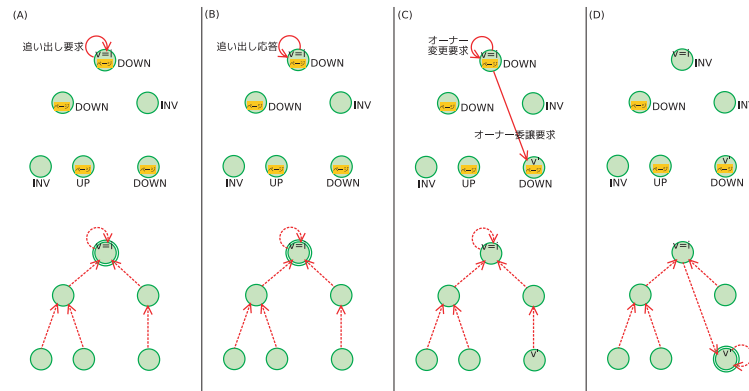 (A)
追い出し要求
v=i
ページ
DOWN
ページ
DOWN
INV
ページ
ページ
INV
UP
DOWN
v=i
(B)
追い出し応答
v=i
ページ
DOWN
ページ
DOWN
INV
ページ
ページ
INV
UP
DOWN
v=i
(C)
オーナー
変更要求
v=i
ページ
DOWN
ページ
DOWN
INV
オーナー委譲要求
v'
ページ
ページ
INV
UP
DOWN
v=i
v'
(D)
v=i
INV
ページ
DOWN
INV
v'
ページ
ページ
INV
UP
DOWN
v=i
v'